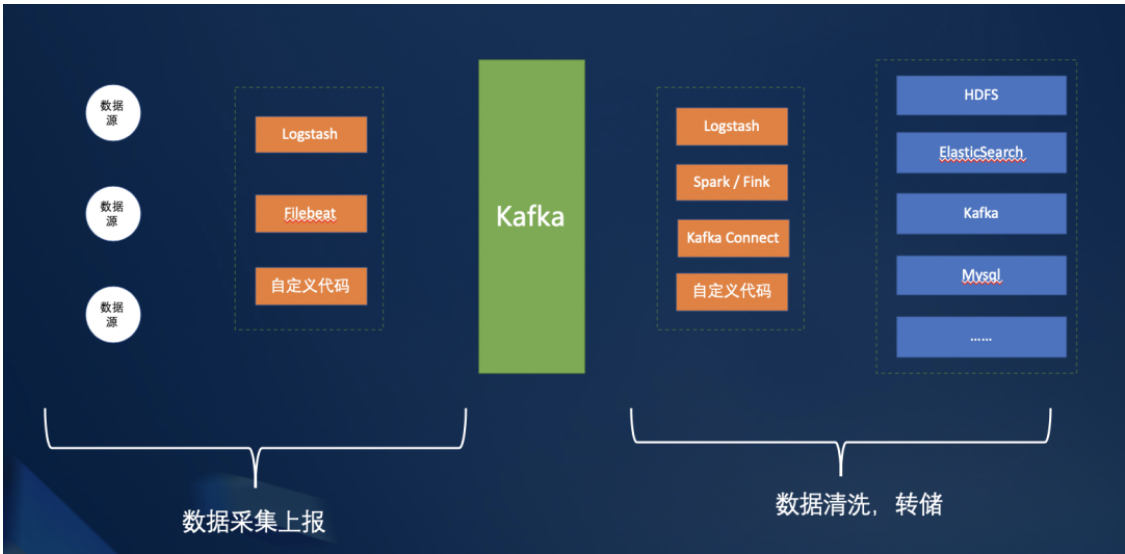 数据
源
数据
源
数据
源
Logstash
Filebeat
自定义代码
Kafka
Logstash
Spark / Fink
Kafka Connect
自定义代码
HDFS
ElasticSearch
Kafka
Mysql
……
数据采集上报
数据清洗，转储